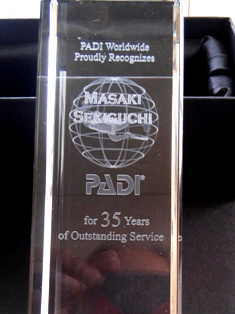 PADI Worldwide
Proudly Recognizes
MASAKI
SEKIGUCHI
PADI®
for 35 Years
of Outstanding Service